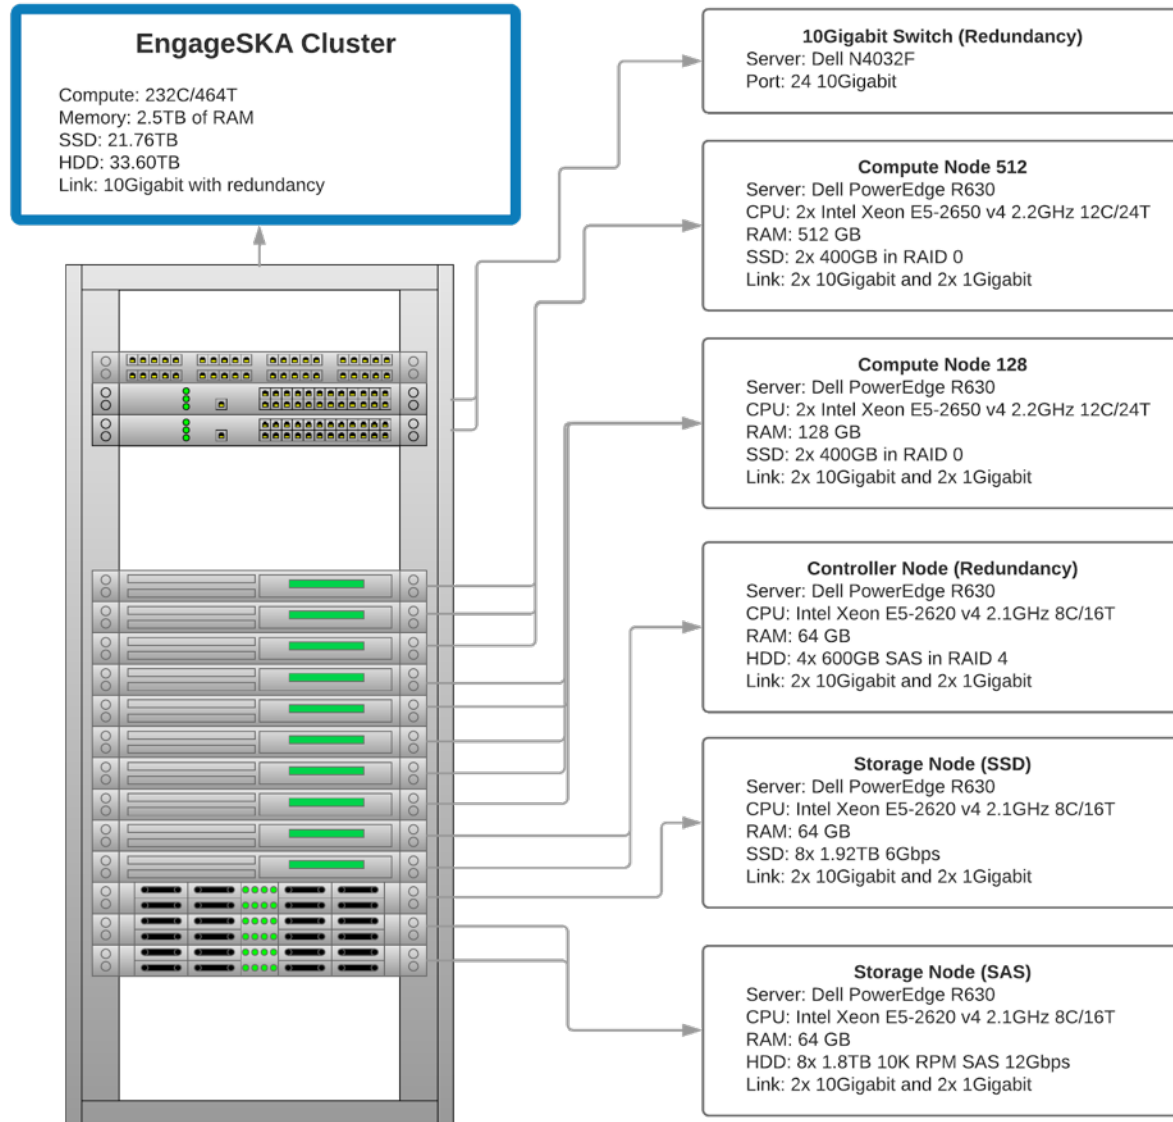 EngageSKA Cluster
Compute: 232C/464T
Memory: 2.5TB of RAM
SSD: 21.76TB
HDD: 33.60TB
Link: 10Gigabit with redundancy
10Gigabit Switch (Redundancy)
Server: Dell N4032F
Port: 24 10Gigabit
Compute Node 512
Server: Dell PowerEdge R630
CPU: 2x Intel Xeon E5-2650 v4 2.2GHz 12C/24T
RAM: 512 GB
SSD: 2x 400GB in RAID 0
Link: 2x 10Gigabit and 2x 1Gigabit
Compute Node 128
Server: Dell PowerEdge R630
CPU: 2x Intel Xeon E5-2650 v4 2.2GHz 12C/24T
RAM: 128 GB
SSD: 2x 400GB in RAID 0
Link: 2x 10Gigabit and 2x 1Gigabit
Controller Node (Redundancy)
Server: Dell PowerEdge R630
CPU: Intel Xeon E5-2620 v4 2.1GHz 8C/16T
RAM: 64 GB
HDD: 4x 600GB SAS in RAID 4
Link: 2x 10Gigabit and 2x 1Gigabit
Storage Node (SSD)
Server: Dell PowerEdge R630
CPU: Intel Xeon E5-2620 v4 2.1GHz 8C/16T
RAM: 64 GB
SSD: 8x 1.92TB 6Gbps
Link: 2x 10Gigabit and 2x 1Gigabit
Storage Node (SAS)
Server: Dell PowerEdge R630
CPU: Intel Xeon E5-2620 v4 2.1GHz 8C/16T
RAM: 64 GB
HDD: 8x 1.8TB 10K RPM SAS 12Gbps
Link: 2x 10Gigabit and 2x 1Gigabit